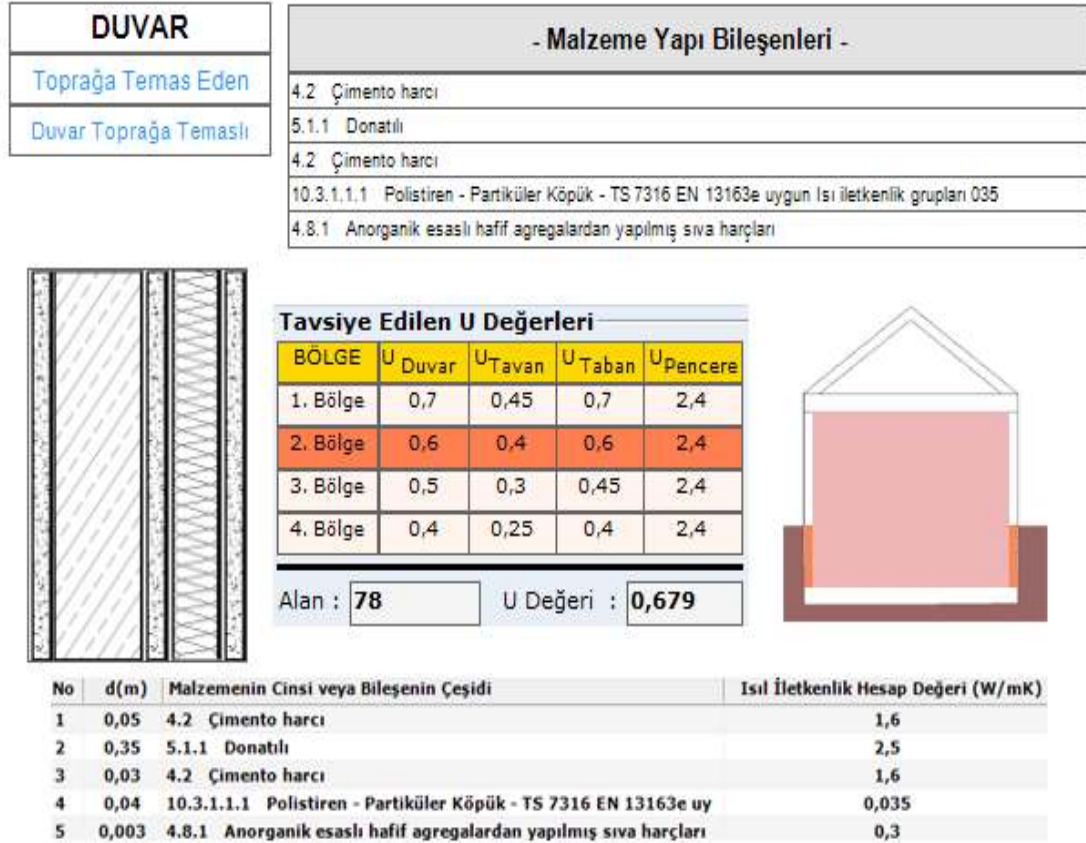 DUVAR
Toprağa Temas Eden
Duvar Toprağa Temaslı
- Malzeme Yapı Bileşenleri -
4.2 Çimento harcı
5.1.1 Donatılı
4.2 Çimento harcı
10.3.1.1.1 Polistiren - Partiküler Köpük - TS 7316 EN 13163e uygun Isı iletkenlik grupları 035
4.8.1 Anorganik esaslı hafif agregalardan yapılmış sıva harçları
Tavsiye Edilen U Değerleri
BÖLGE U Duvar U Tavan U Taban U Pencere
1. Bölge 0,7 0,45 0,7 2,4
2. Bölge 0,6 0,4 0,6 2,4
3. Bölge 0,5 0,3 0,45 2,4
4. Bölge 0,4 0,25 0,4 2,4
Alan : 78 U Değeri : 0,679
No d(m) Malzemenin Cinsi veya Bileşenin Çeşidi Isıl İletkenlik Hesap Değeri (W/mK)
1 0,05 4.2 Çimento harcı 1,6
2 0,35 5.1.1 Donatılı 2,5
3 0,03 4.2 Çimento harcı 1,6
4 0,04 10.3.1.1.1 Polistiren - Partiküler Köpük - TS 7316 EN 13163e uy 0,035
5 0,003 4.8.1 Anorganik esaslı hafif agregalardan yapılmış sıva harçları 0,3